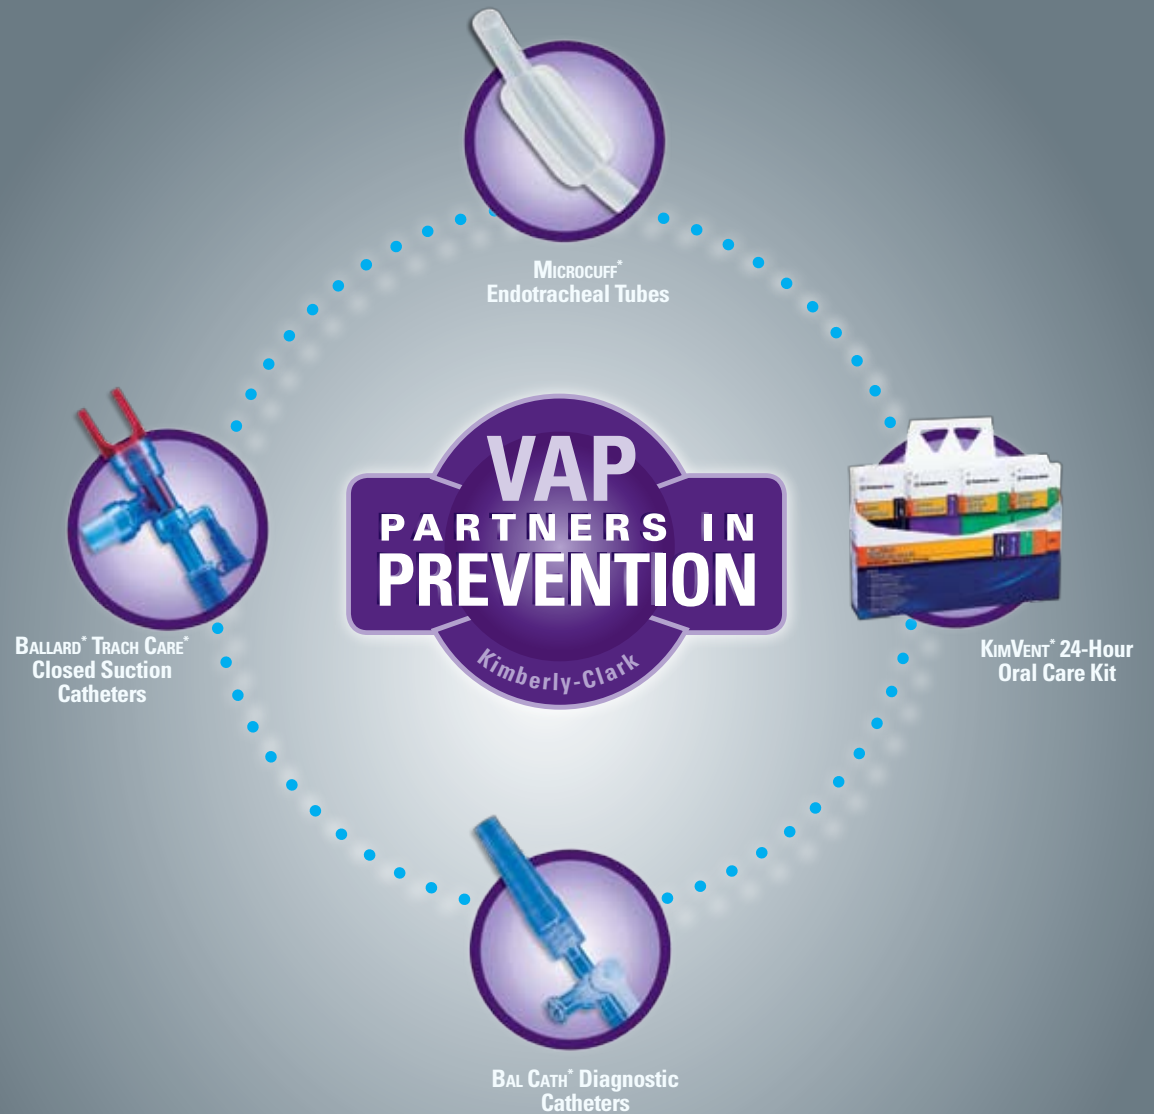 MICROCUFF*
Endotracheal Tubes
VAP
PARTNERS IN
PREVENTION
Kimberly-Clark
BALLARD* TRACH CARE*
Closed Suction
Catheters
KIMVENT* 24-Hour
Oral Care Kit
BAL CATH* Diagnostic
Catheters